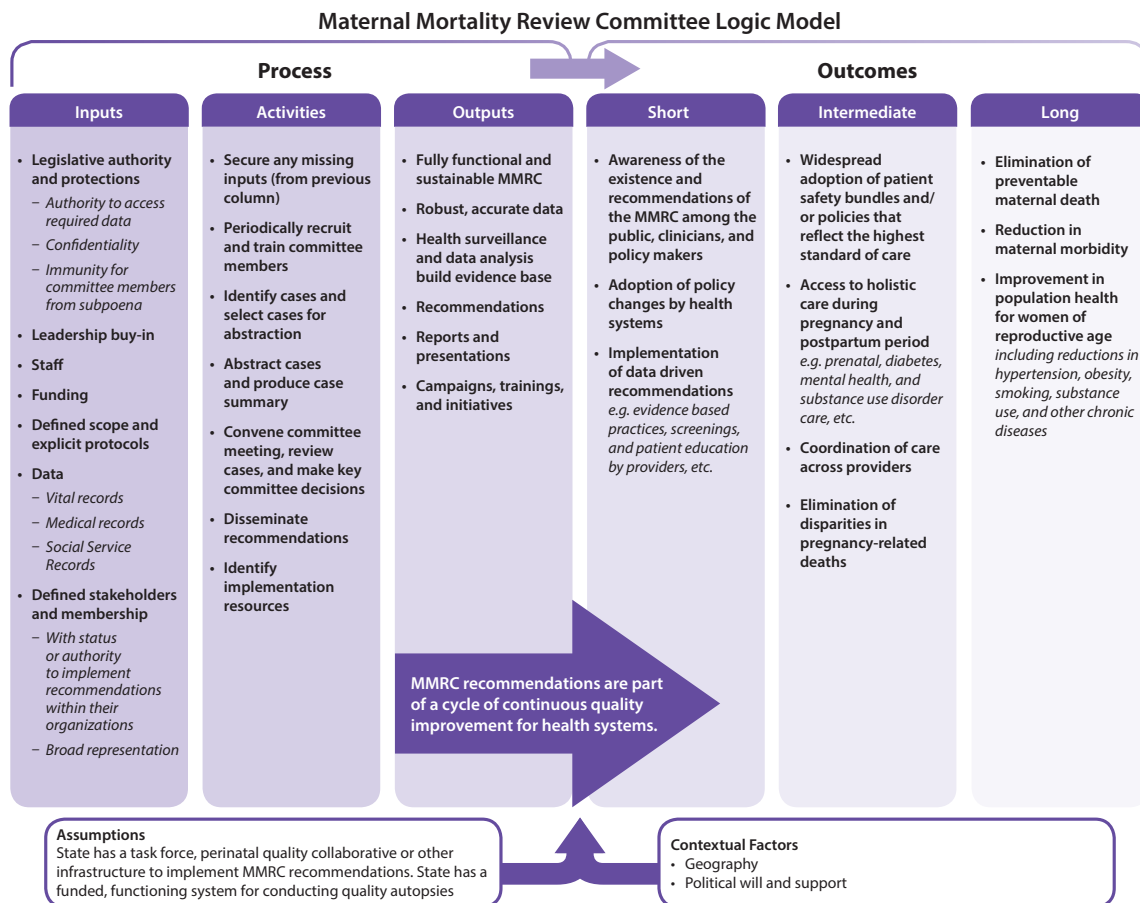 Maternal Mortality Review Committee Logic Model
Process
Outcomes
Inputs
• Legislative authority
and protections
– Authority to access
required data
– Confidentiality
– Immunity for
committee members
from subpoena
• Leadership buy-in
• Staff
• Funding
• Defined scope and
explicit protocols
• Data
– Vital records
– Medical records
– Social Service
Records
• Defined stakeholders
and membership
– With status
or authority
to implement
recommendations
within their
organizations
– Broad representation
Activities
• Secure any missing
inputs (from previous
column)
• Periodically recruit
and train committee
members
• Identify cases and
select cases for
abstraction
• Abstract cases
and produce case
summary
• Convene committee
meeting, review
cases, and make key
committee decisions
• Disseminate
recommendations
• Identify
implementation
resources
Outputs
• Fully functional and
sustainable MMRC
• Robust, accurate data
• Health surveillance
and data analysis
build evidence base
• Recommendations
• Reports and
presentations
• Campaigns, trainings,
and initiatives
Short
• Awareness of the
existence and
recommendations of
the MMRC among the
public, clinicians, and
policy makers
• Adoption of policy
changes by health
systems
• Implementation
of data driven
recommendations
e.g. evidence based
practices, screenings,
and patient education
by providers, etc.
Intermediate
• Widespread
adoption of patient
safety bundles and/
or policies that
reflect the highest
standard of care
• Access to holistic
care during
pregnancy and
postpartum period
e.g. prenatal, diabetes,
mental health, and
substance use disorder
care, etc.
• Coordination of care
across providers
• Elimination of
disparities in
pregnancy-related
deaths
Long
• Elimination of
preventable
maternal death
• Reduction in
maternal morbidity
• Improvement in
population health
for women of
reproductive age
including reductions in
hypertension, obesity,
smoking, substance
use, and other chronic
diseases
MMRC recommendations are part
of a cycle of continuous quality
improvement for health systems.
Assumptions
State has a task force, perinatal quality collaborative or other
infrastructure to implement MMRC recommendations. State has a
funded, functioning system for conducting quality autopsies
Contextual Factors
• Geography
• Political will and support